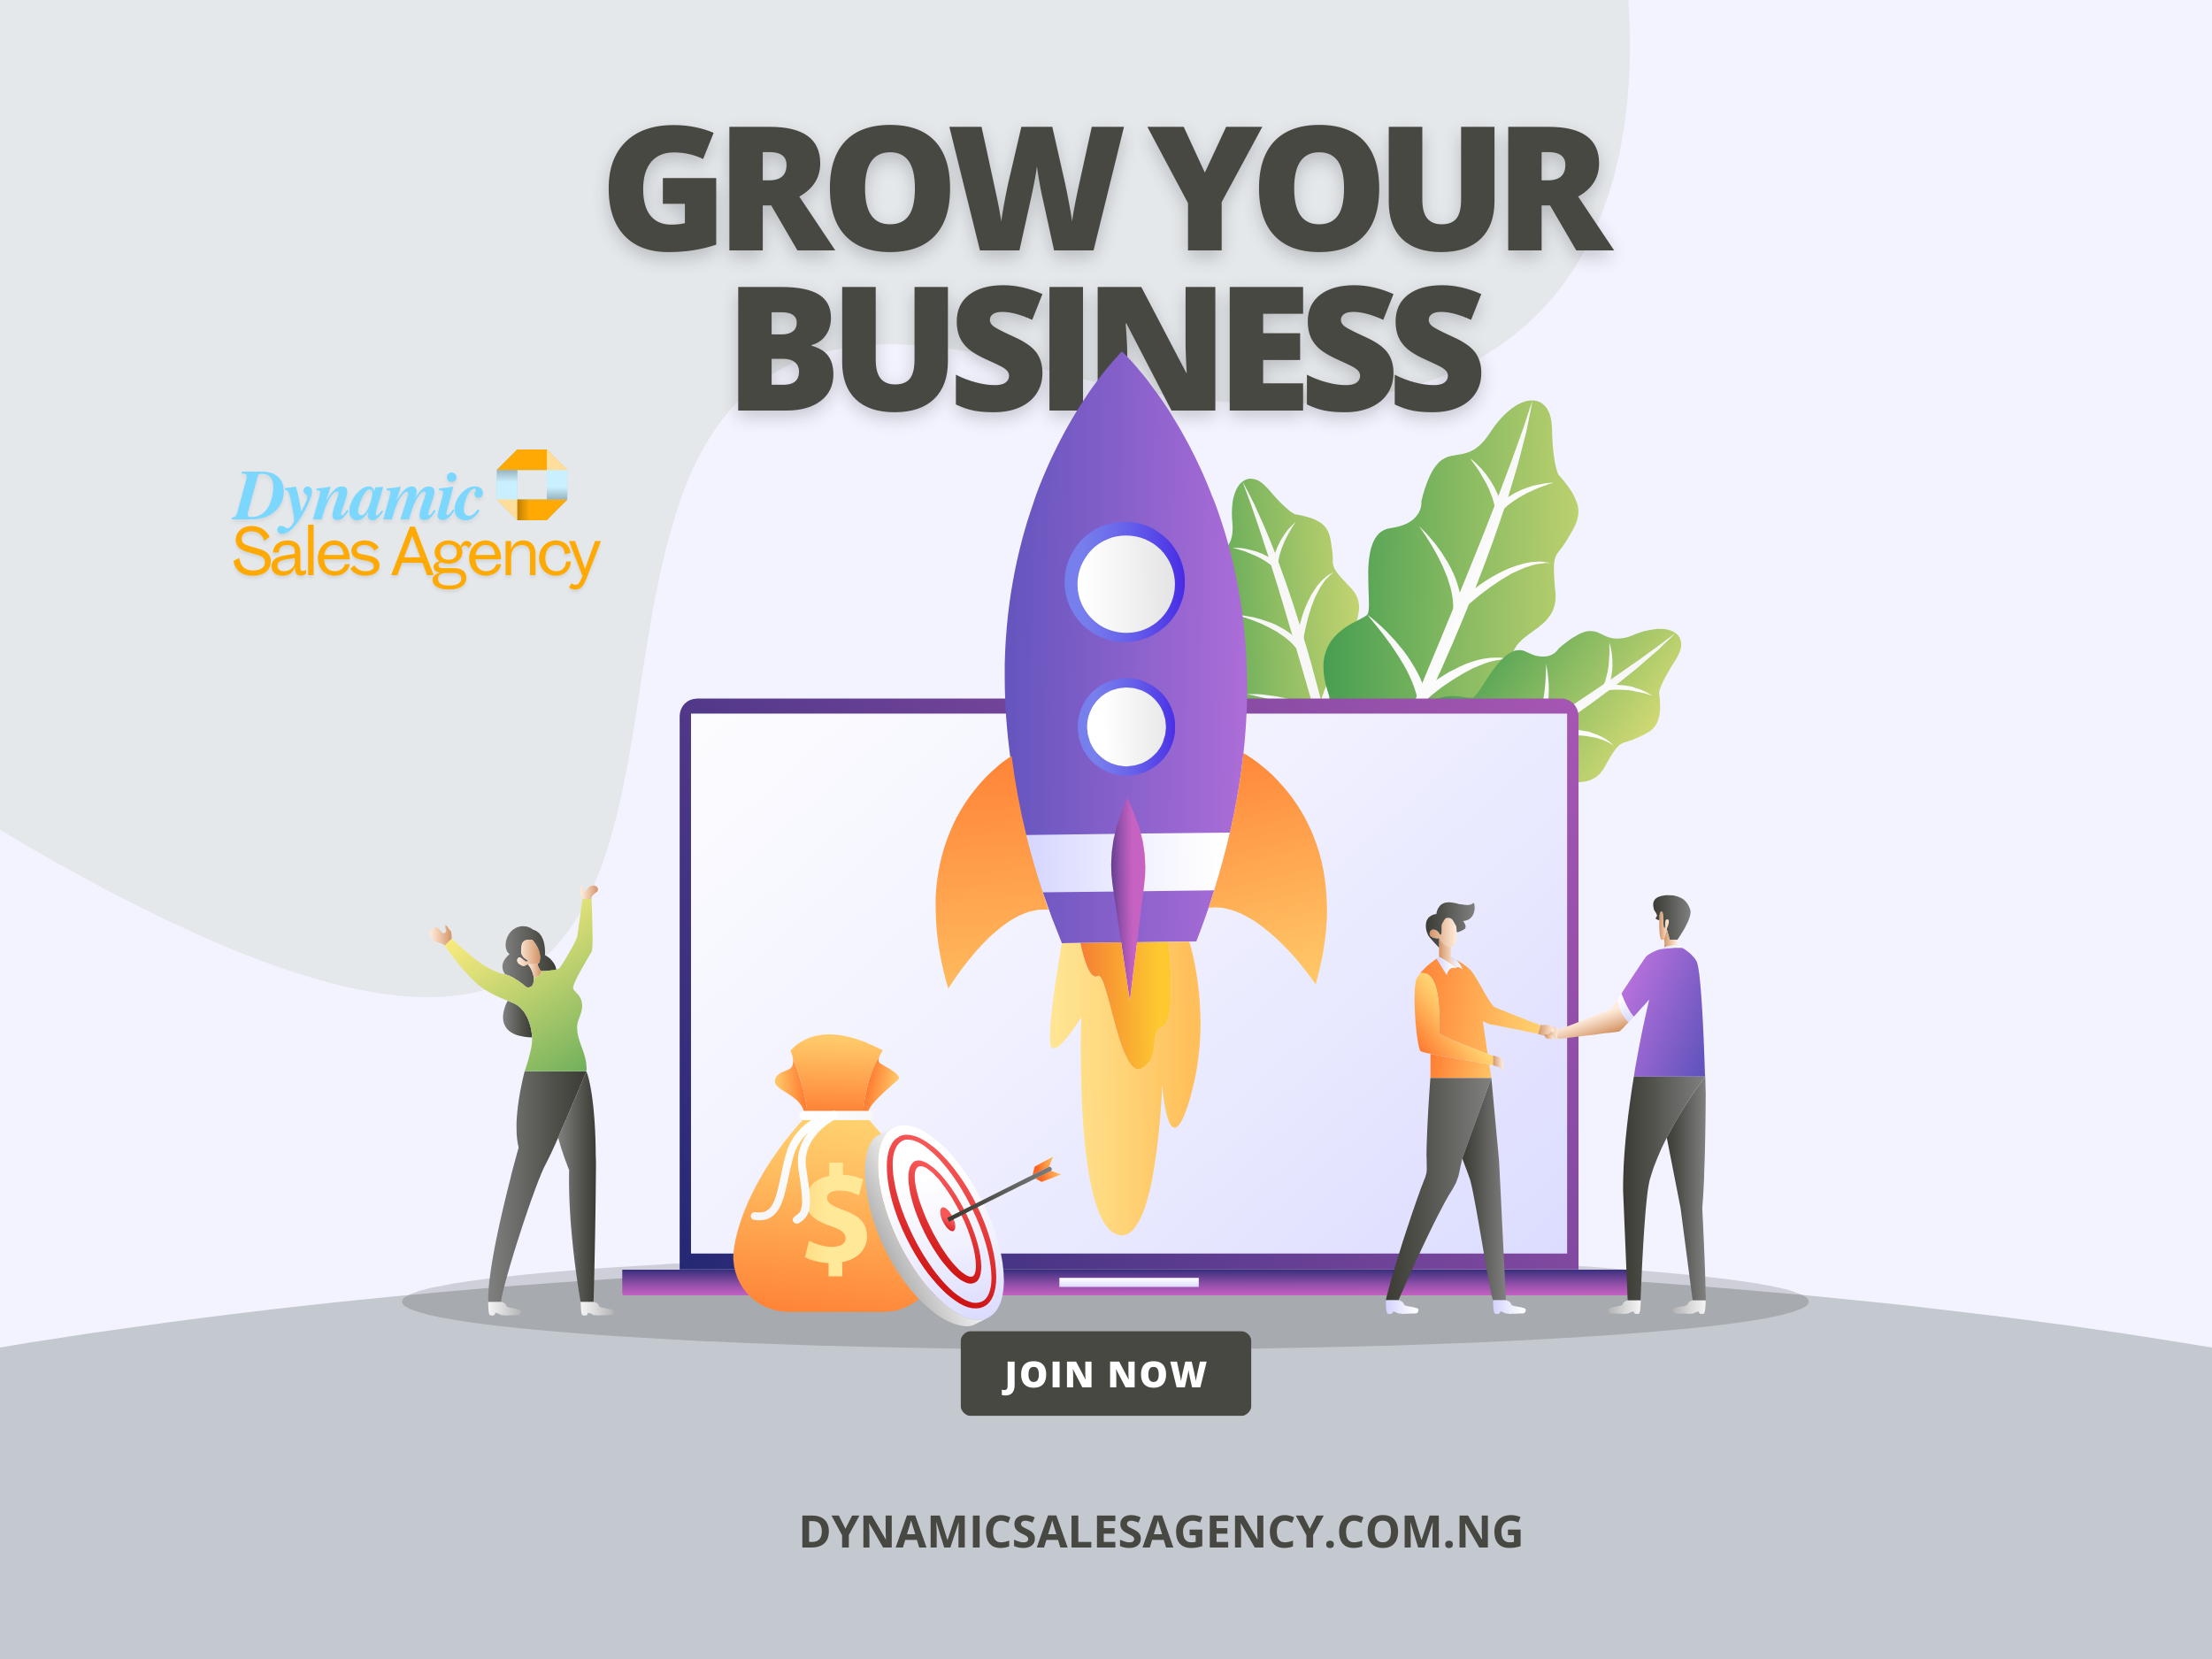 GROW YOUR
BUSINESS
Dynamic
Sales Agency
$
JOIN NOW
DYNAMICSALESAGENCY.COM.NG